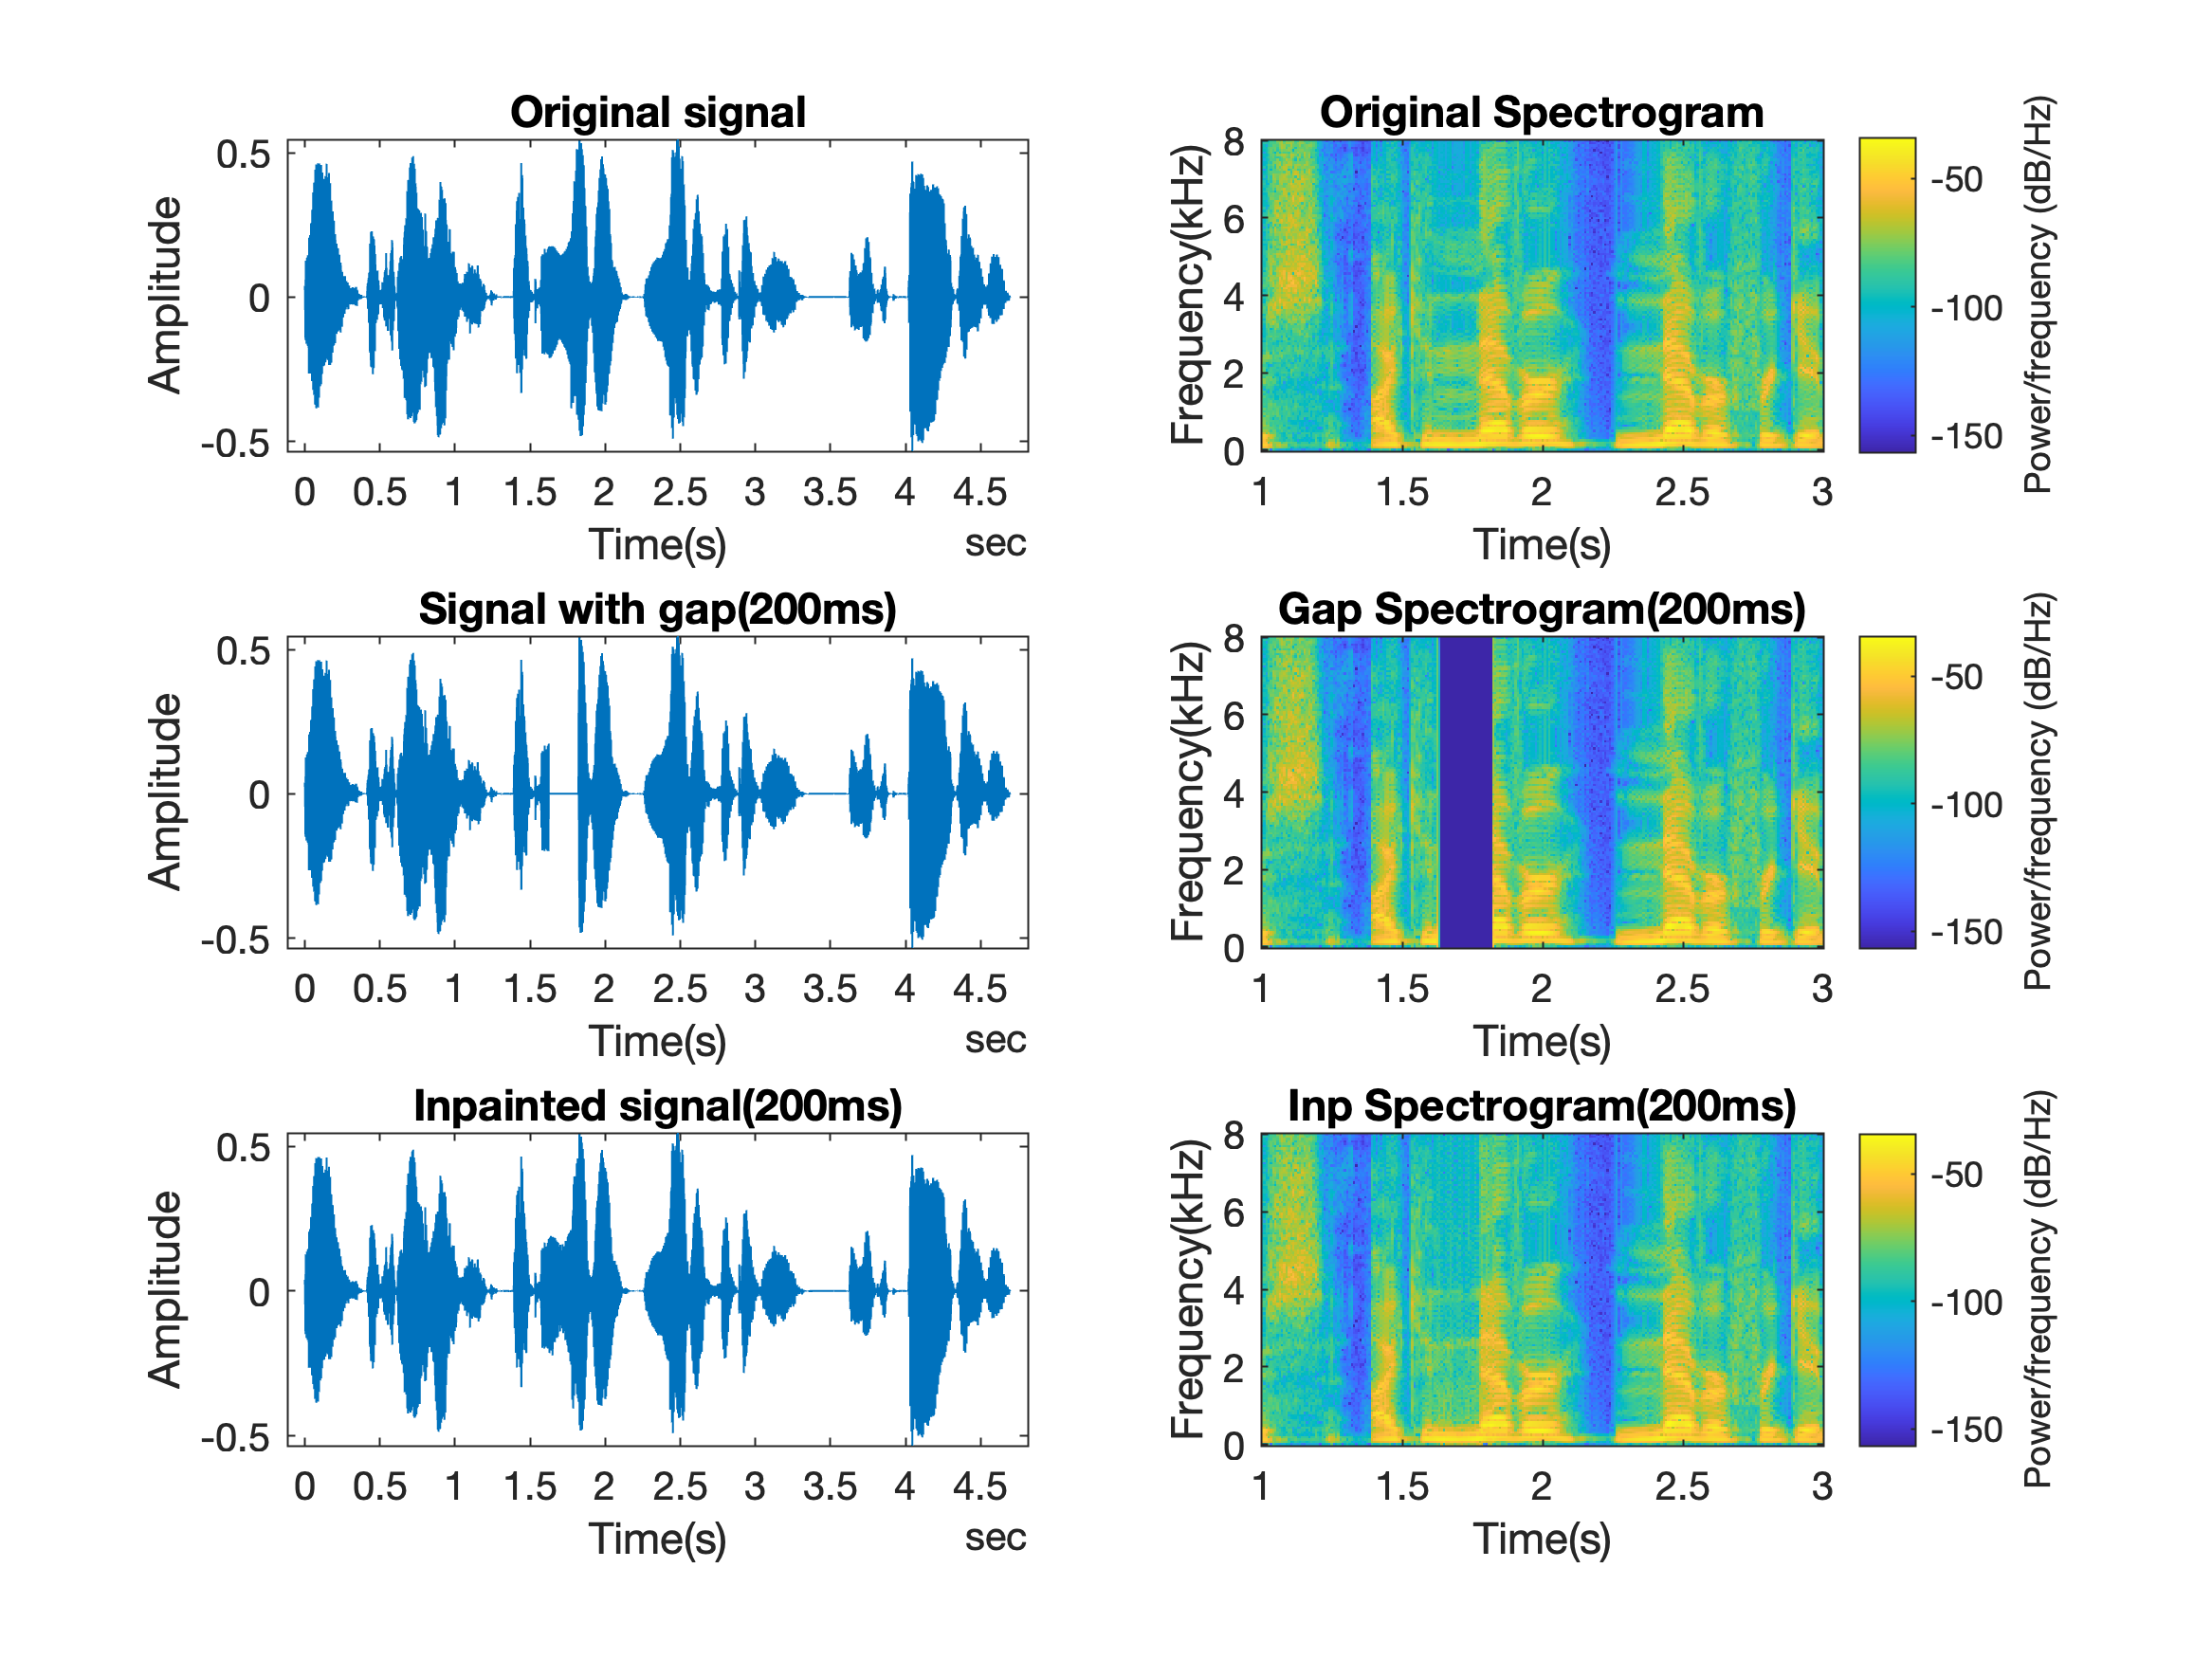 Original signal
0.5
0
-0.5
Amplitude
0 0.5 1 1.5 2 2.5 3 3.5 4 4.5
Time(s) sec
Original Spectrogram
8
6
4
2
0
Frequency(kHz)
1 1.5 2 2.5 3
Time(s)
-50
-100
-150
Power/frequency (dB/Hz)
Signal with gap(200ms)
0.5
0
-0.5
Amplitude
0 0.5 1 1.5 2 2.5 3 3.5 4 4.5
Time(s) sec
Gap Spectrogram(200ms)
8
6
4
2
0
Frequency(kHz)
1 1.5 2 2.5 3
Time(s)
-50
-100
-150
Power/frequency (dB/Hz)
Inpainted signal(200ms)
0.5
0
-0.5
Amplitude
0 0.5 1 1.5 2 2.5 3 3.5 4 4.5
Time(s) sec
Inp Spectrogram(200ms)
8
6
4
2
0
Frequency(kHz)
1 1.5 2 2.5 3
Time(s)
-50
-100
-150
Power/frequency (dB/Hz)